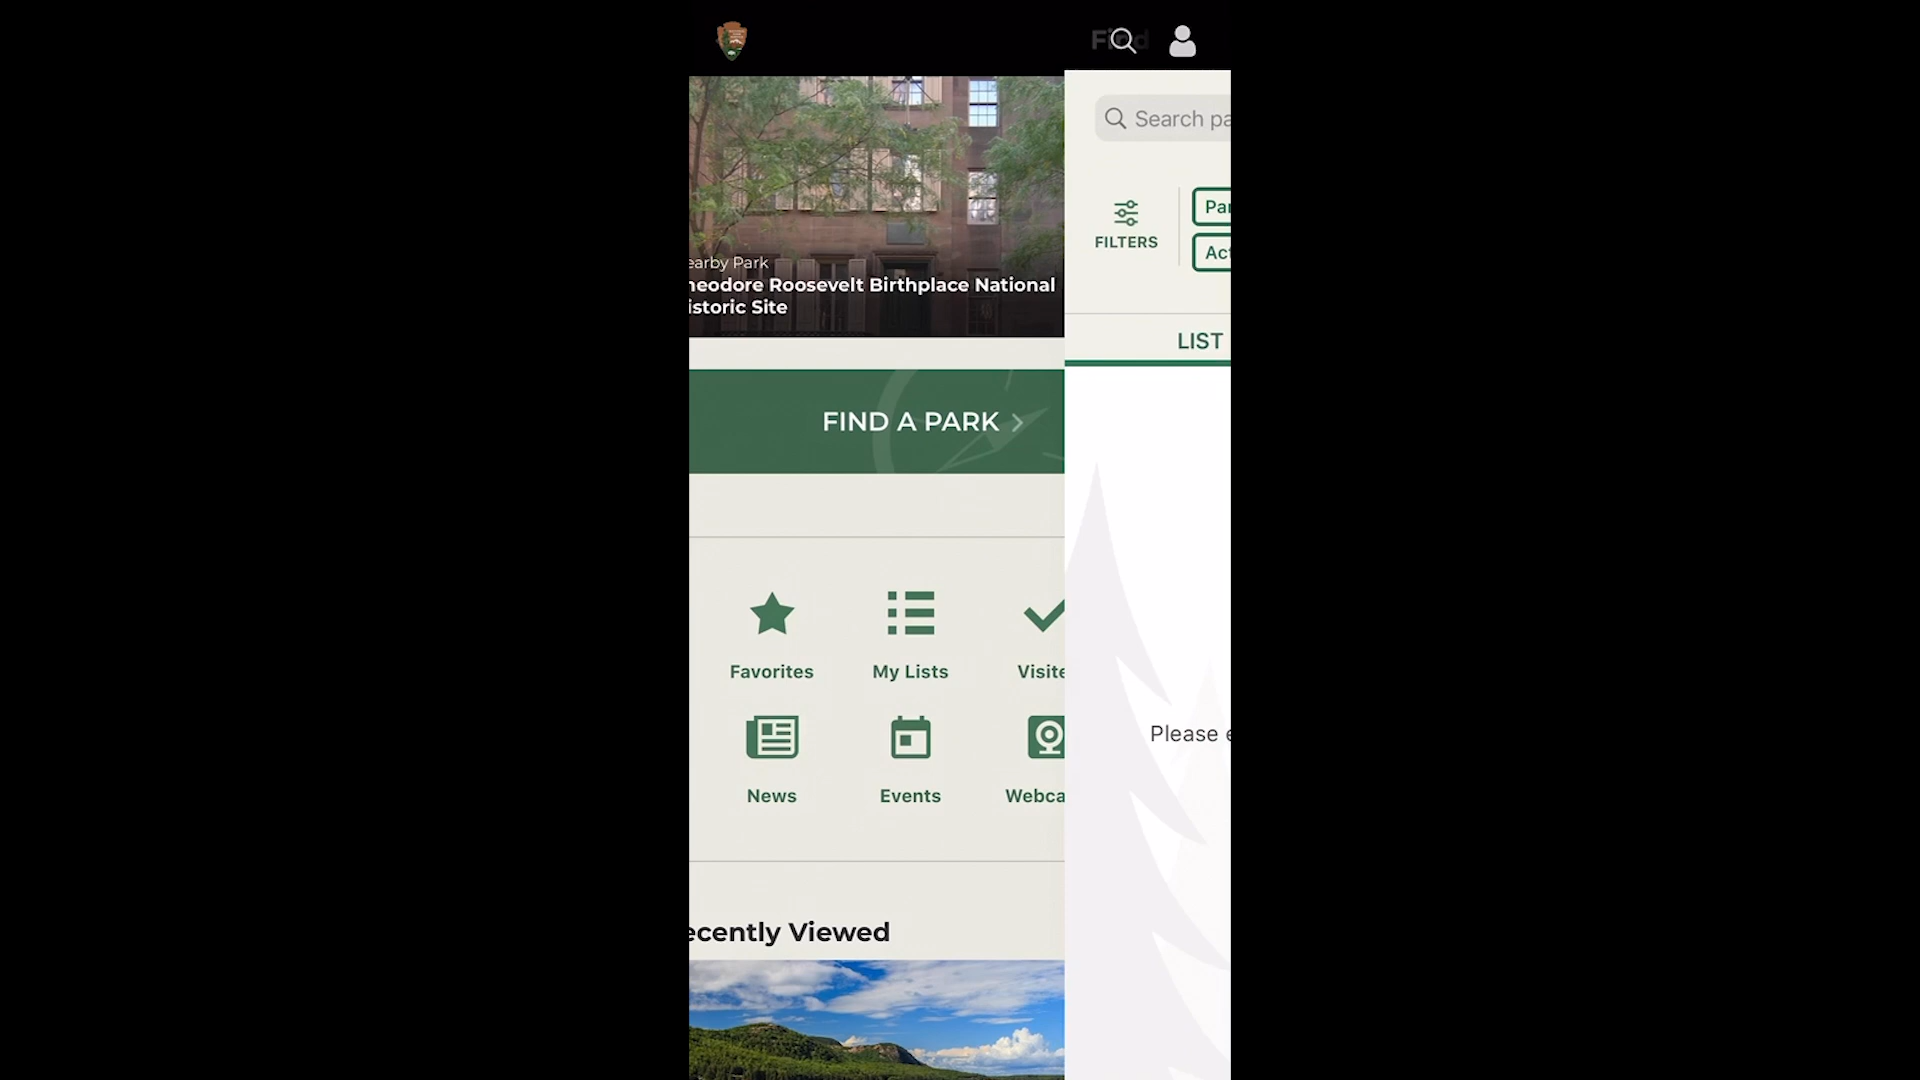 Find
Search pa
FILTERS
Par
Act
LIST
earby Park
heodore Roosevelt Birthplace National
istoric Site
FIND A PARK
Favorites
My Lists
Visite
News
Events
Webca
Please e
ecently Viewed